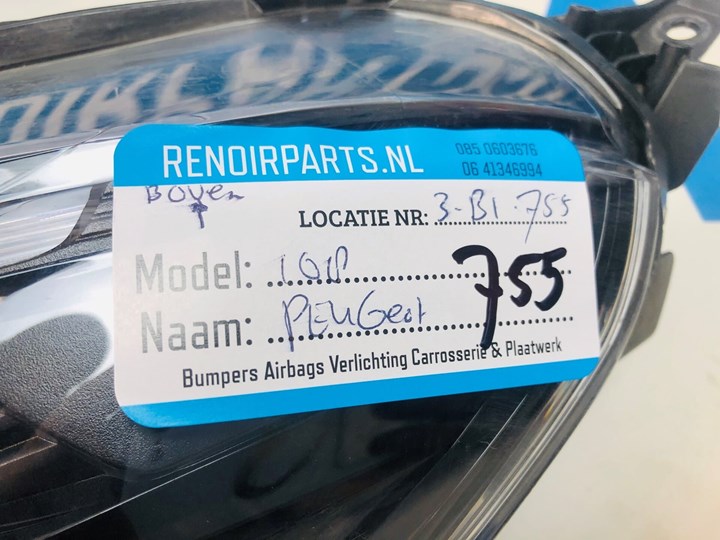 RENOIRPARTS.NL
085 0603676
06 41346994
Boven
LOCATIE NR: 3-B1-755
Model: 108
Naam: PEUGeot
755
Bumpers Airbags Verlichting Carrosserie & Plaatwerk